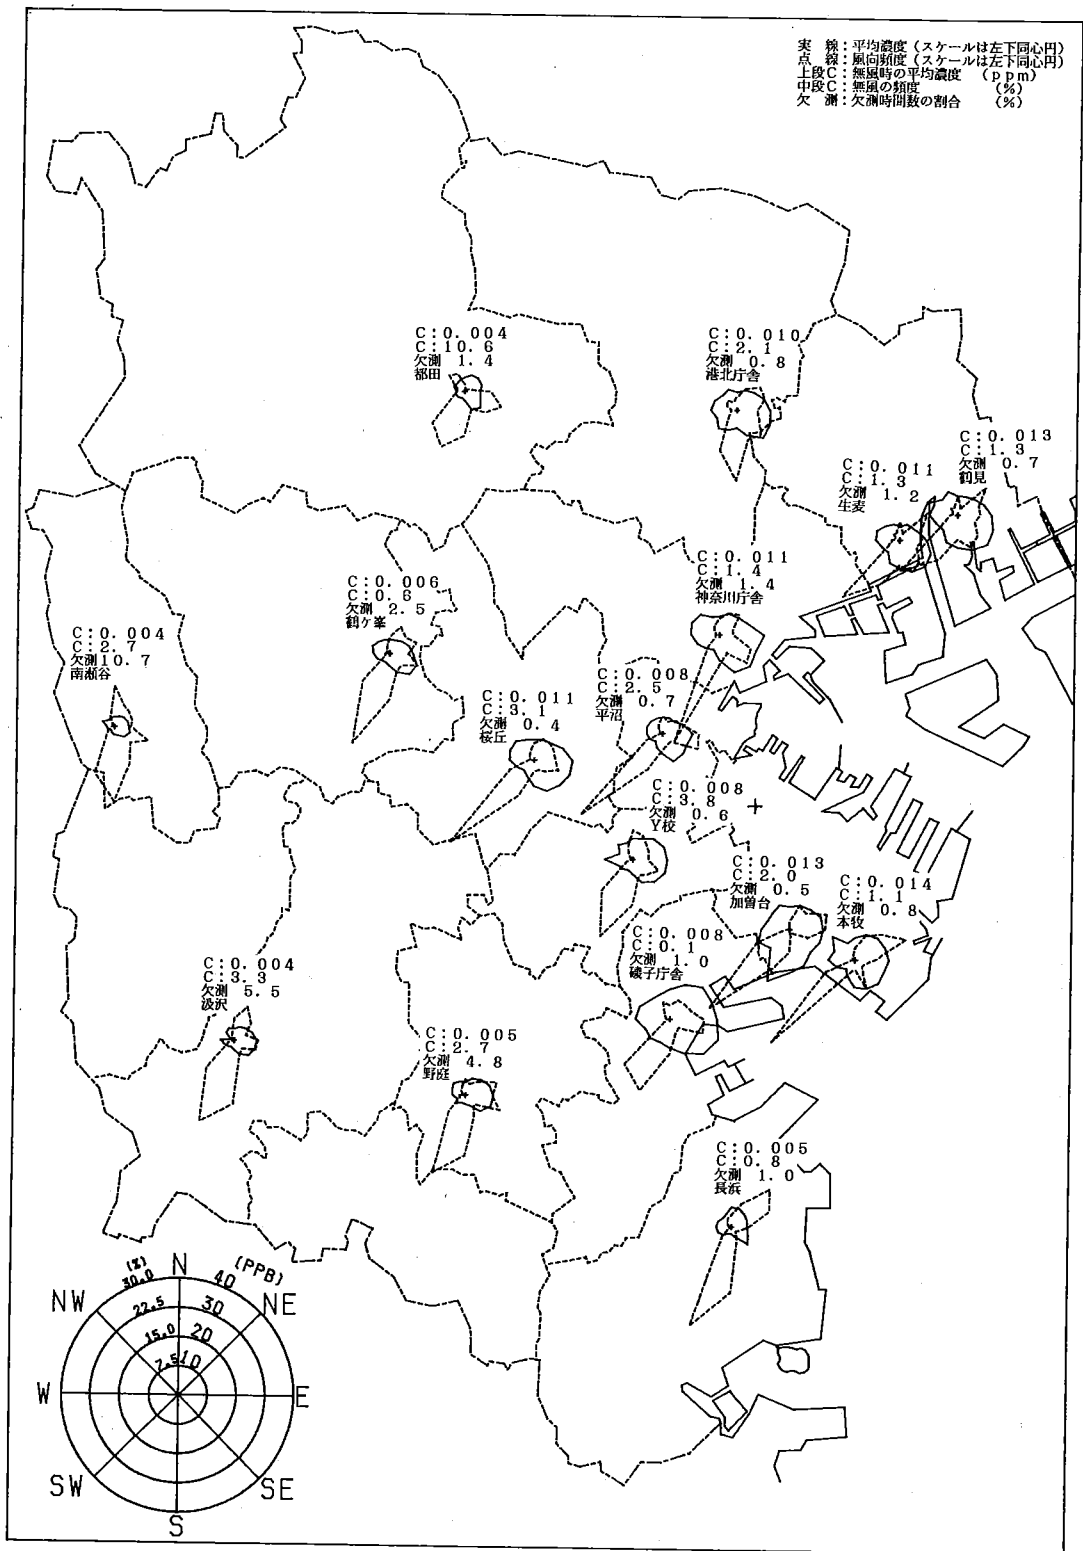 実　線：平均濃度（スケールは左下同心円）
点　線：風向頻度（スケールは左下同心円）
上段C：無風時の平均濃度　（ppm）
中段C：無風の頻度　（%）
欠　測：欠測時間数の割合　（%）
C:0.004
C:10.6
欠測 1.4
都田
C:0.010
C:2.1
欠測 0.8
港北庁舎
C:0.013
C:1.3
欠測 0.7
鶴見
C:0.011
C:1.3
欠測 1.2
生麦
C:0.011
C:1.4
欠測 1.4
神奈川庁舎
C:0.006
C:0.6
欠測 2.5
鶴ケ峯
C:0.004
C:2.7
欠測10.7
南瀬谷
C:0.008
C:2.5
欠測 0.7
平沼
C:0.011
C:3.1
欠測 0.4
桜丘
C:0.008
C:3.8
欠測 0.6
Y校
C:0.013
C:2.0
欠測 0.5
加曽台
C:0.014
C:1.1
欠測 0.8
本牧
C:0.008
C:0.1
欠測 1.0
磯子庁舎
C:0.004
C:3.3
欠測 5.5
汲沢
C:0.005
C:2.7
欠測 4.8
野庭
C:0.005
C:0.8
欠測 1.0
長浜
(%) N (PPB)
30.0 40
NW 22.5 30 NE
15.0 20
7.5 10
W E
SW SE
S